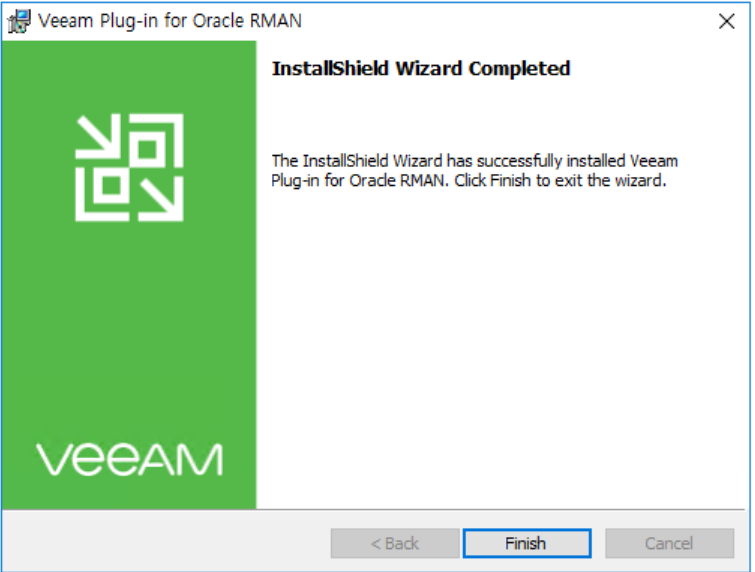 Veeam Plug-in for Oracle RMAN
InstallShield Wizard Completed
The InstallShield Wizard has successfully installed Veeam
Plug-in for Oracle RMAN. Click Finish to exit the wizard.
VEEAM
< Back
Finish
Cancel